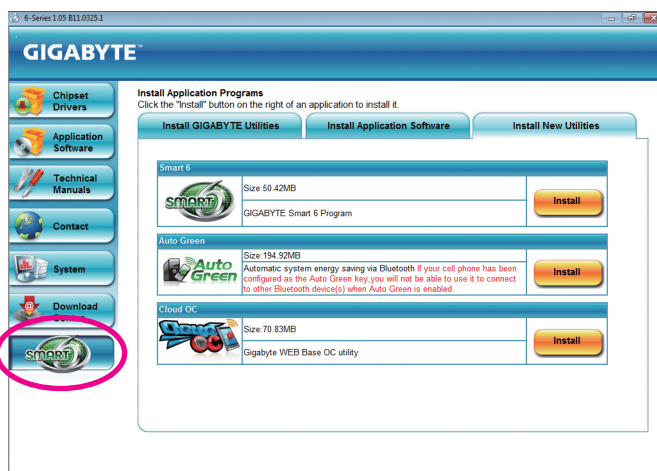 6-Series 1.05 B11.0325.1
GIGABYTE™
Chipset
Drivers
Application
Software
Technical
Manuals
Contact
System
Download
SMART6
Install Application Programs
Click the "Install" button on the right of an application to install it.
Install GIGABYTE Utilities
Install Application Software
Install New Utilities
Smart 6
SMART6
Size:50.42MB
GIGABYTE Smart 6 Program
Install
Auto Green
Auto
Green
Size:194.92MB
Automatic system energy saving via Bluetooth If your cell phone has been
configured as the Auto Green key,you will not be able to use it to connect
to other Bluetooth device(s) when Auto Green is enabled.
Install
Cloud OC
Cloud
OC
Size:70.83MB
Gigabyte WEB Base OC utility
Install